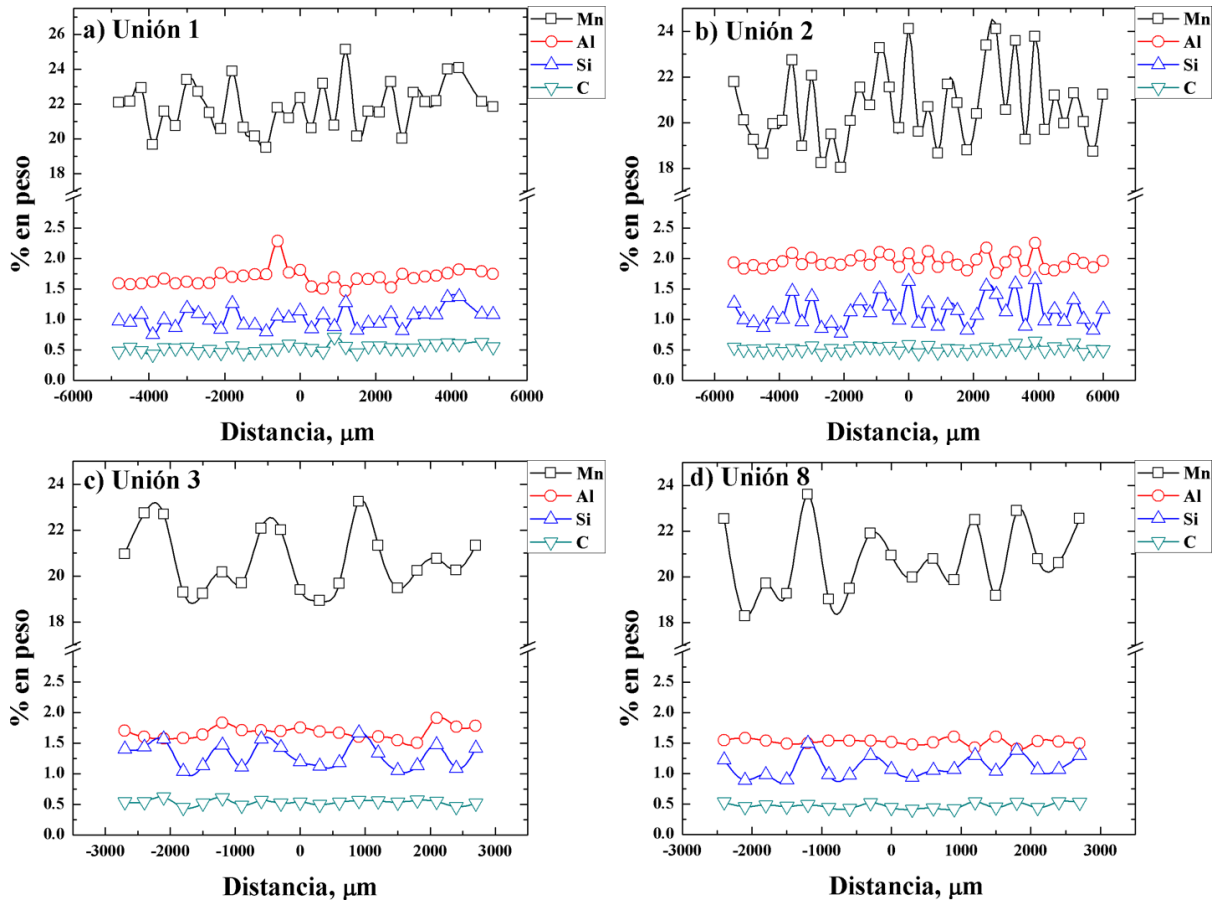 a) Unión 1
Mn
Al
Si
C
26
24
22
20
18
2.5
2.0
1.5
1.0
0.5
0.0
% en peso
-6000 -4000 -2000 0 2000 4000 6000
Distancia, μm
b) Unión 2
Mn
Al
Si
C
24
22
20
18
2.5
2.0
1.5
1.0
0.5
0.0
% en peso
-6000 -4000 -2000 0 2000 4000 6000
Distancia, μm
c) Unión 3
Mn
Al
Si
C
24
22
20
18
2.5
2.0
1.5
1.0
0.5
0.0
% en peso
-3000 -2000 -1000 0 1000 2000 3000
Distancia, μm
d) Unión 8
Mn
Al
Si
C
24
22
20
18
2.5
2.0
1.5
1.0
0.5
0.0
% en peso
-3000 -2000 -1000 0 1000 2000 3000
Distancia, μm